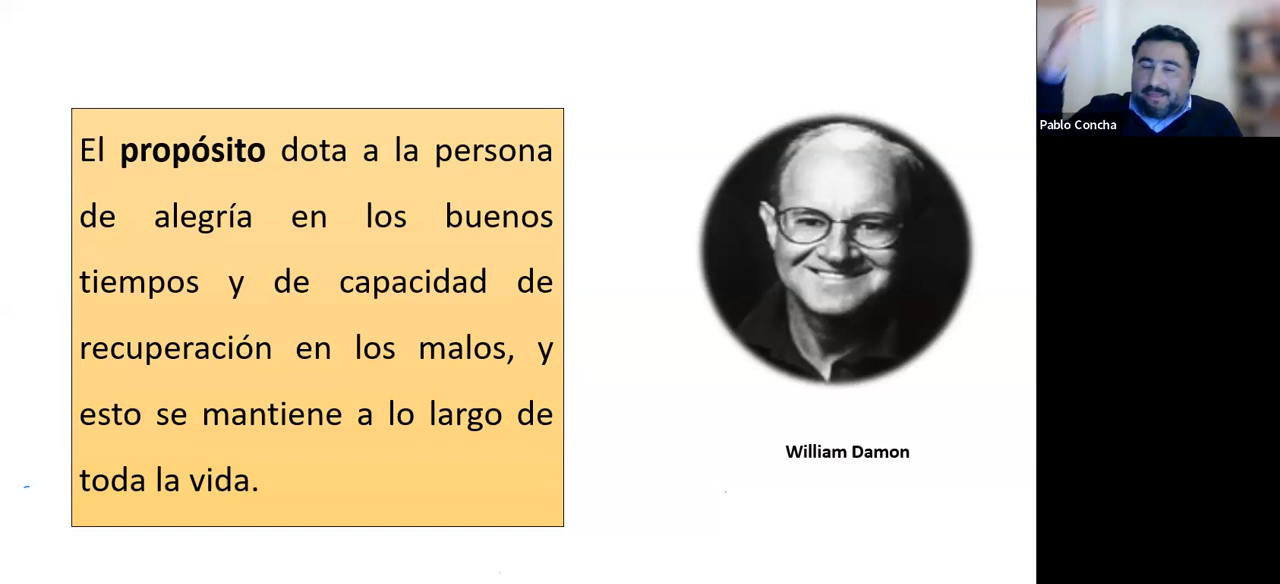 El propósito dota a la persona
de alegría en los buenos
tiempos y de capacidad de
recuperación en los malos, y
esto se mantiene a lo largo de
toda la vida.
William Damon
Pablo Concha